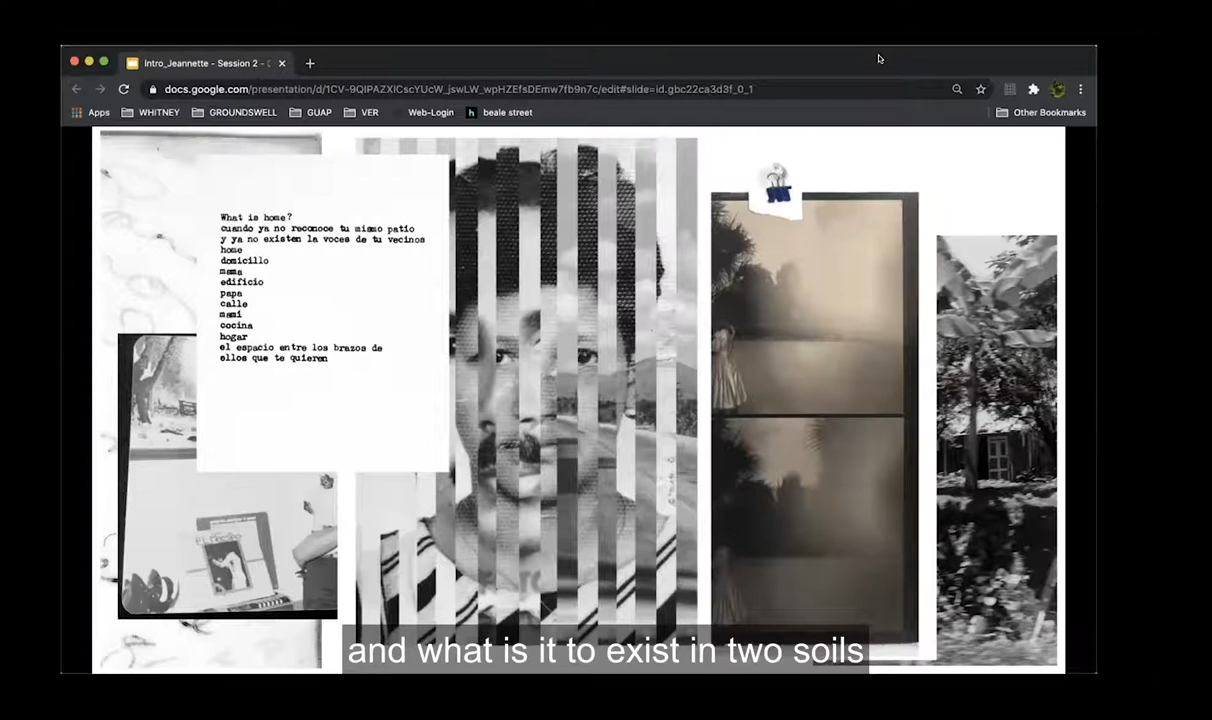 Intro_Jeannette - Session 2 -
docs.google.com/presentation/d/1CV-9QIPAZXlCscYUcW_jswLW_wpHZEfsDEmw7fb9n7c/edit#slide=id.gbc22ca3d3f_0_1
Apps WHITNEY GROUNDSWELL GUAP VER Web-Login h beale street Other Bookmarks
What is home?
cuando ya no reconoce tu mismo patio
y ya no existen la voces de tu vecinos
home
domicillo
mama
edificio
papa
calle
mami
cocina
hogar
el espacio entre los brazos de
ellos que te quieren
and what is it to exist in two soils